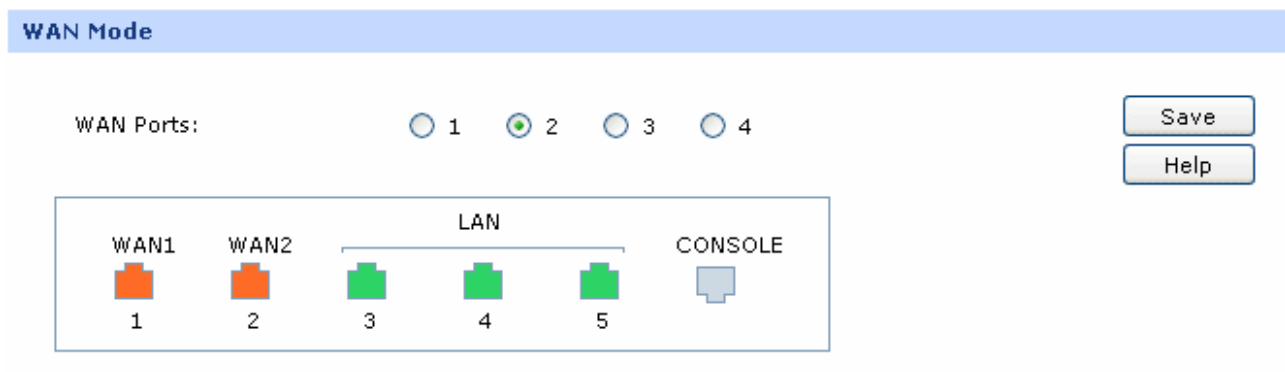 WAN Mode
WAN Ports: 1 2 3 4
Save
Help
LAN
WAN1 WAN2 CONSOLE
1 2 3 4 5